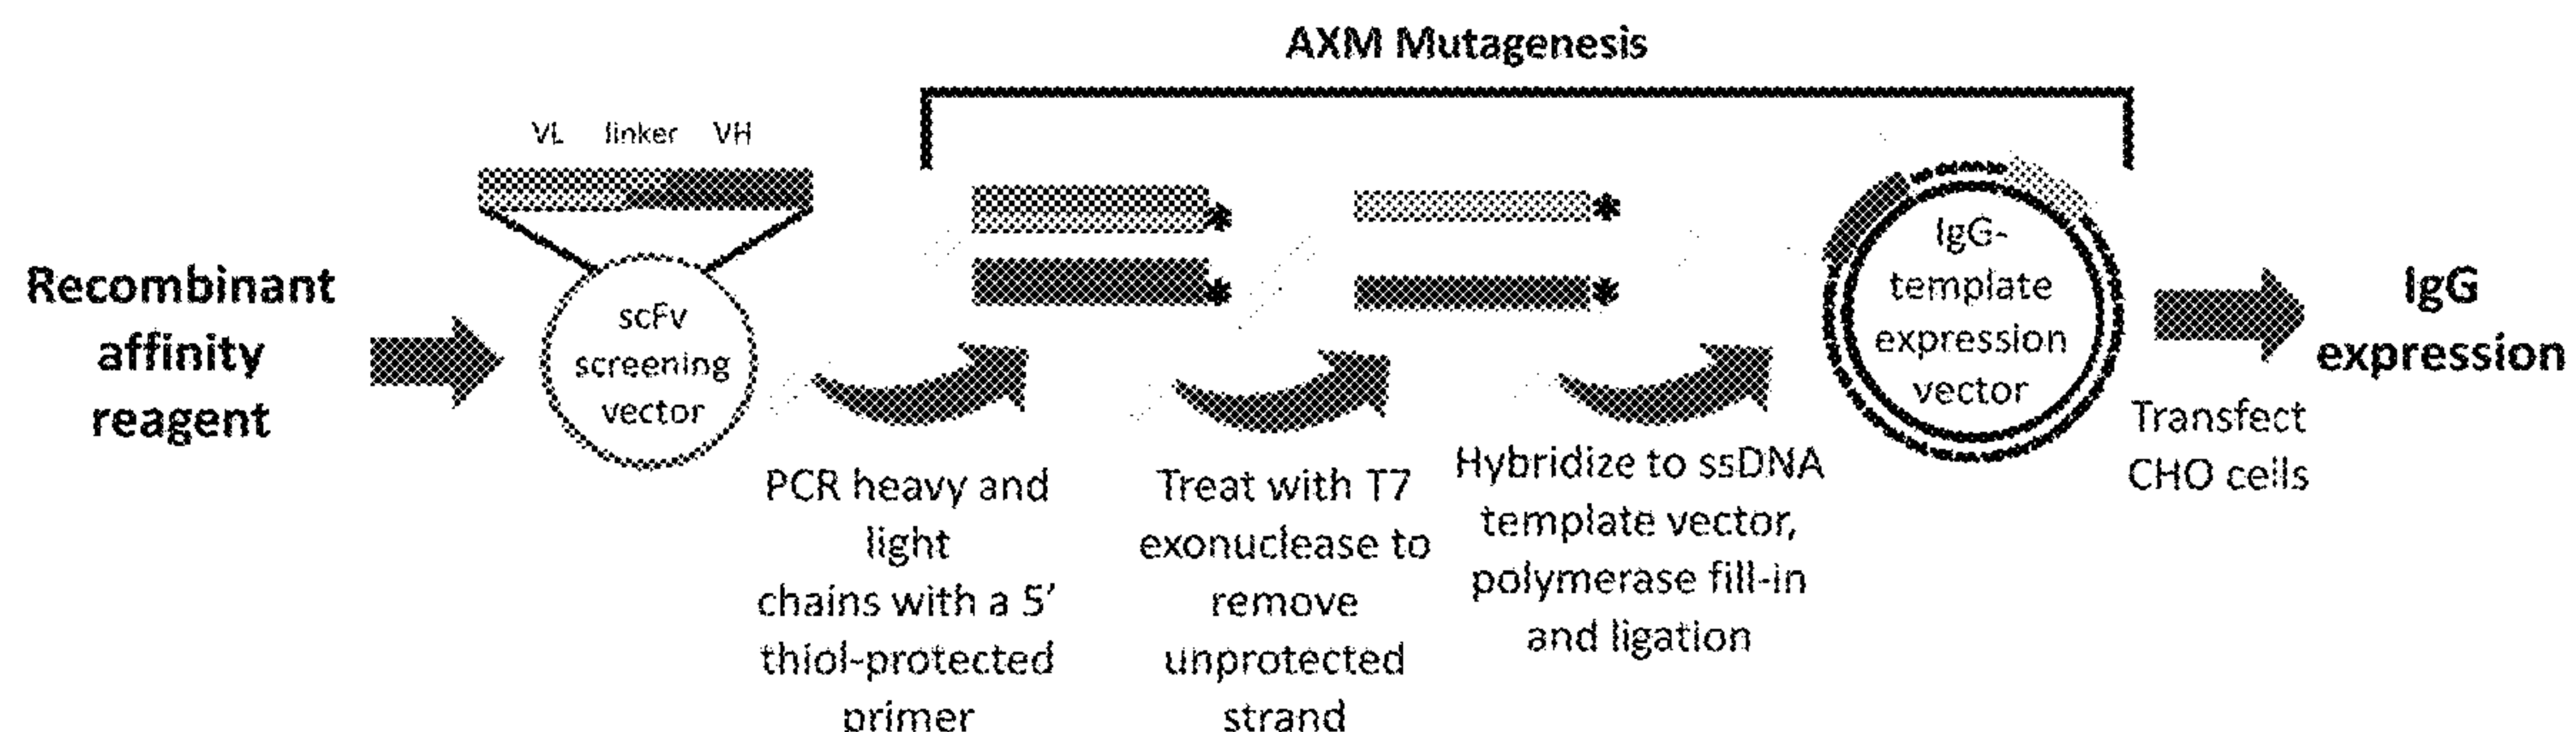 AXM Mutagenesis
VL linker VH
Recombinant
affinity
reagent
scFv
screening
vector
PCR heavy and
light
chains with a 5'
thiol-protected
primer
Treat with T7
exonuclease to
remove
unprotected
strand
Hybridize to ssDNA
template vector,
polymerase fill-in
and ligation
IgG-
template
expression
vector
Transfect
CHO cells
IgG
expression